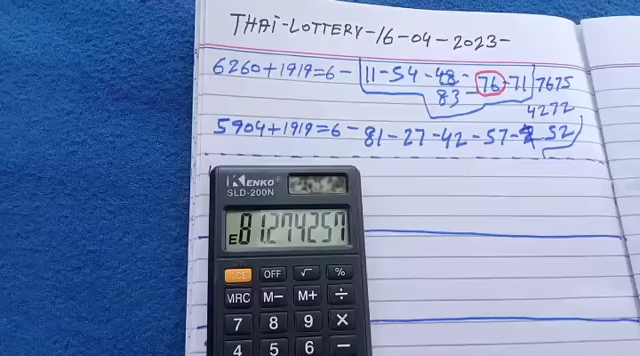 THAI-LOTTERY-16-04-2023-
6260+1919=6- 11-54-48-76-71 7675
83
4272
5904+1919=6-81-27-42-57- 52
KENKO
SLD-200N
E81274257
CE OFF √ %
MRC M- M+ ÷
7 8 9 X
4 5 6 -